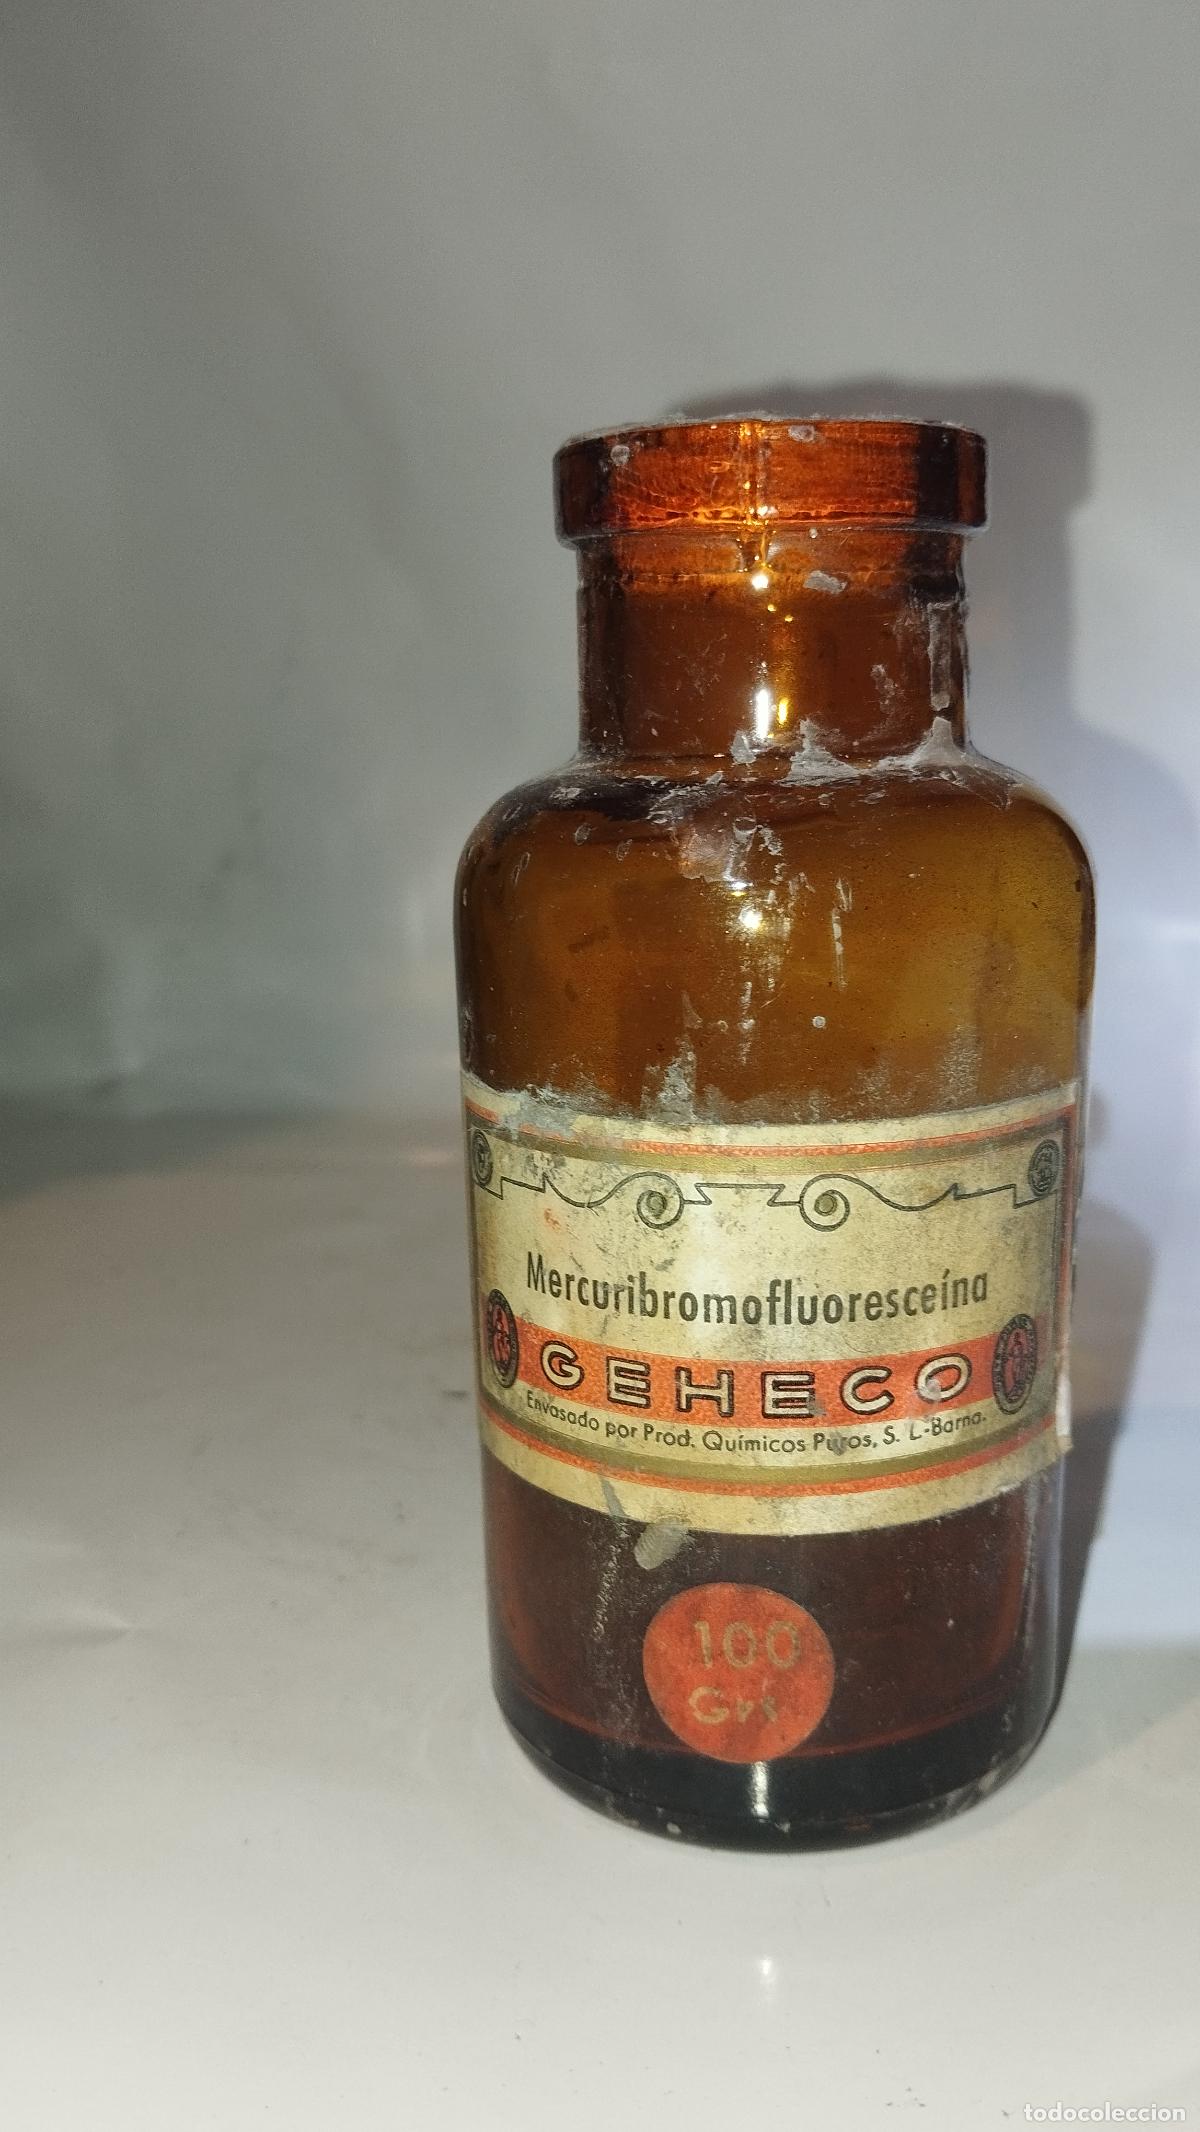 Mercuribromofluoresceína
GEHECO
Envasado por Prod. Químicos Puros, S. L.-Barna.
100
Grs
todocoleccion